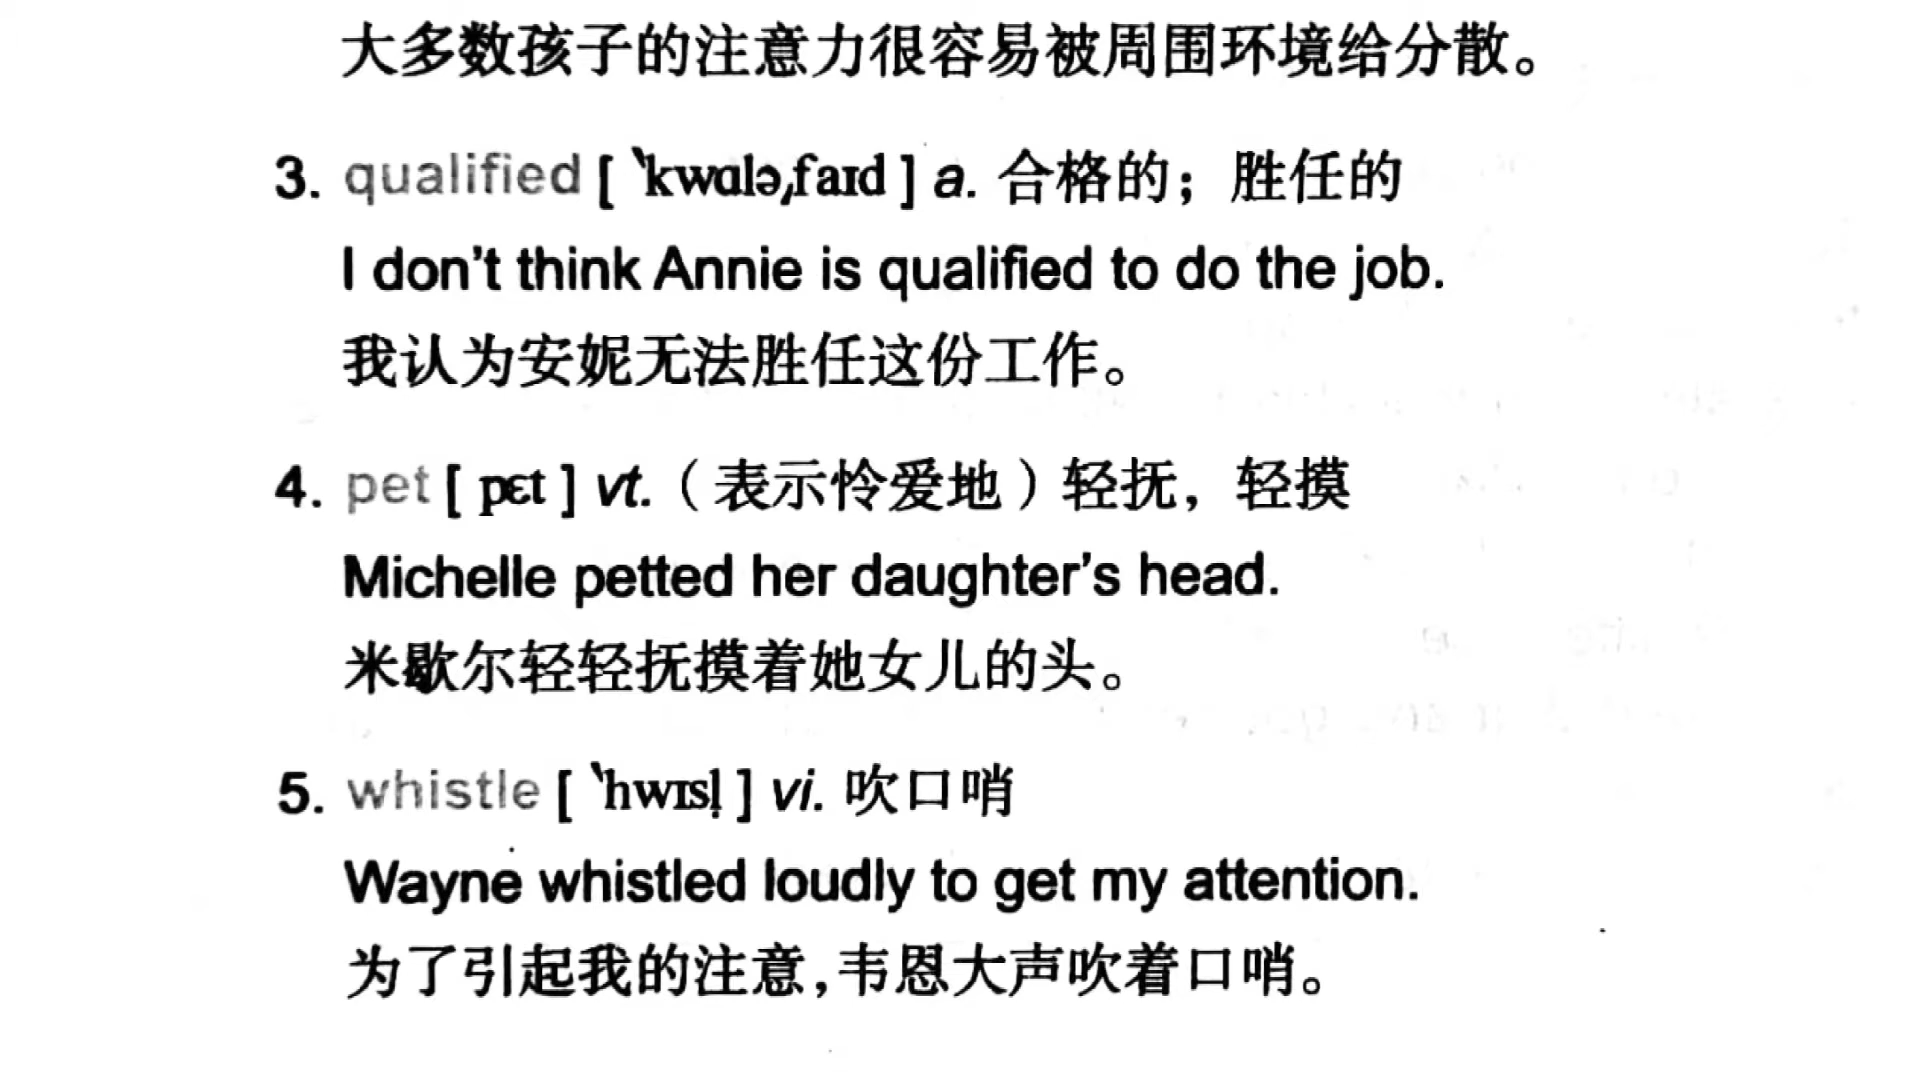 大多数孩子的注意力很容易被周围环境给分散。
3. qualified [ ˋkwɑləˏfaɪd ] a. 合格的；胜任的
I don't think Annie is qualified to do the job.
我认为安妮无法胜任这份工作。
4. pet [ pɛt ] vt.（表示怜爱地）轻抚，轻摸
Michelle petted her daughter's head.
米歇尔轻轻抚摸着她女儿的头。
5. whistle [ ˋhwɪsl̩ ] vi. 吹口哨
Wayne whistled loudly to get my attention.
为了引起我的注意,韦恩大声吹着口哨。